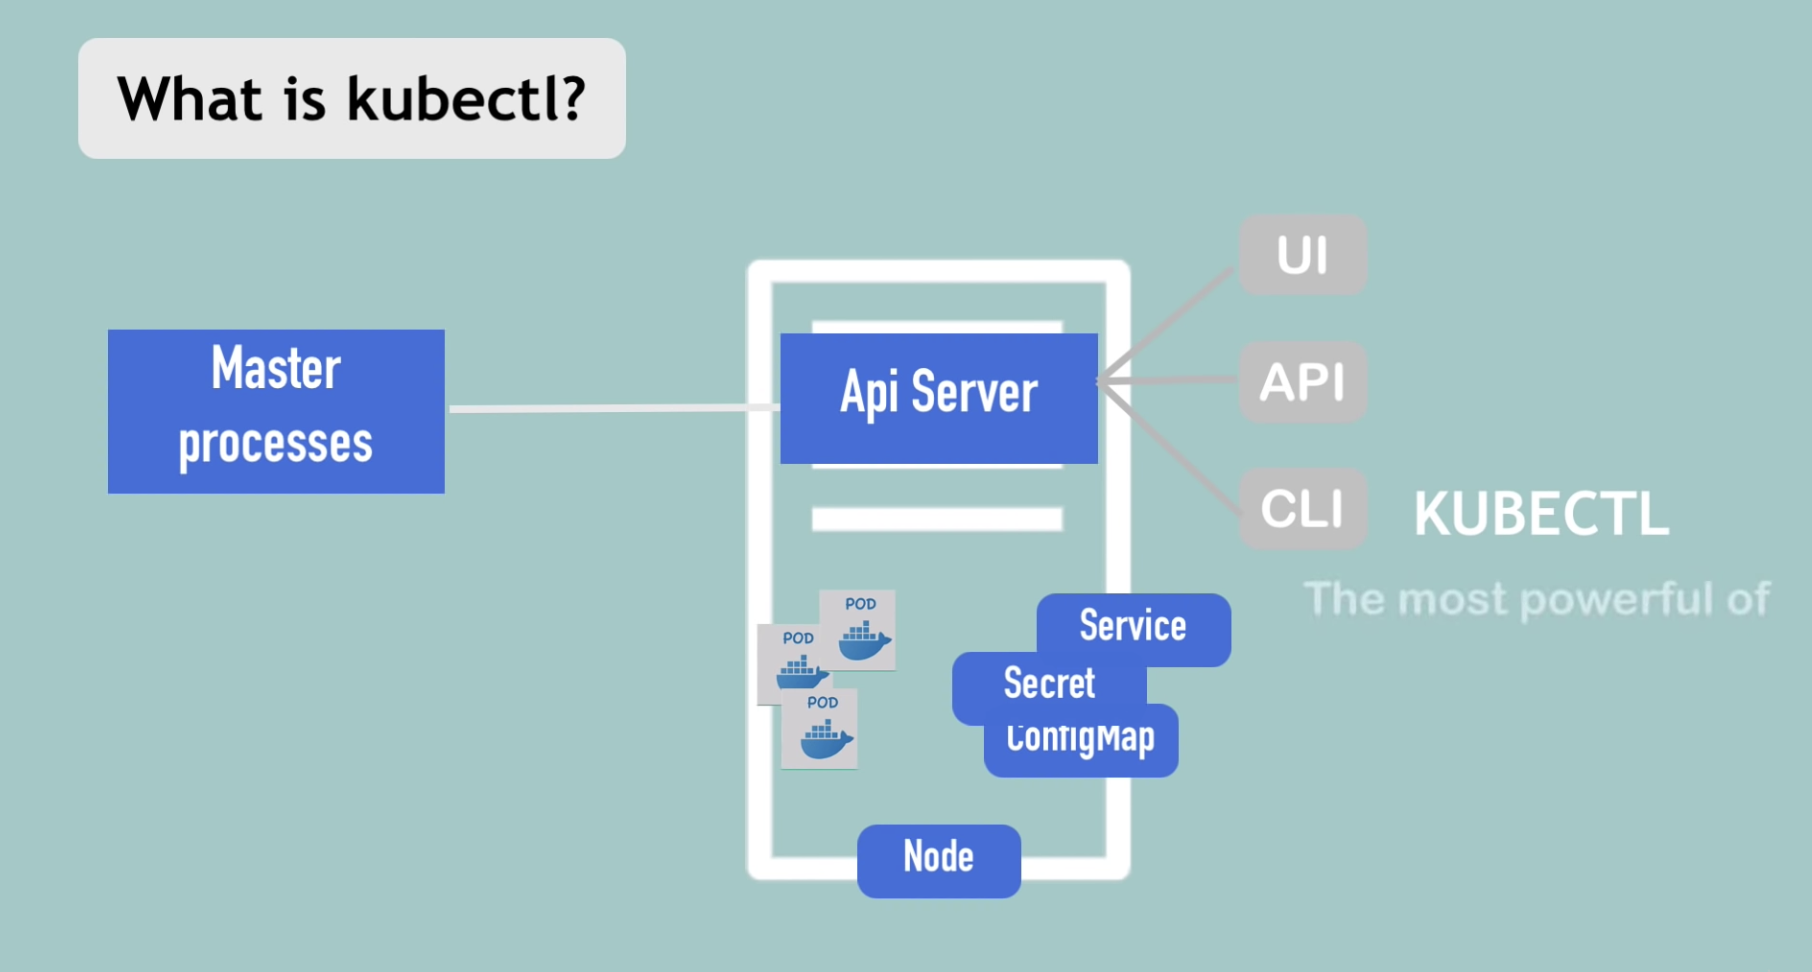 What is kubectl?
UI
Master
processes
Api Server
API
CLI
KUBECTL
The most powerful of
POD
POD
POD
Service
Secret
ConfigMap
Node